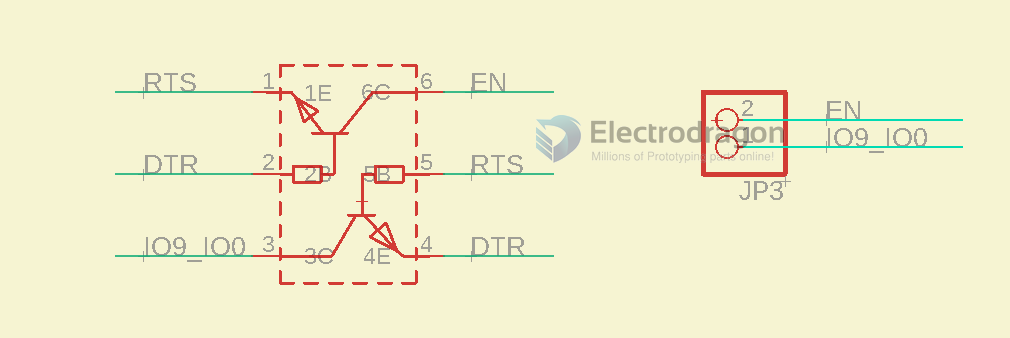 RTS 1 1E 6C 6 EN
DTR 2 2B 5B 5 RTS
IO9_IO0 3 3C 4E 4 DTR
Electrodragon
Millions of Prototyping parts online!
2 EN
1 IO9_IO0
JP3